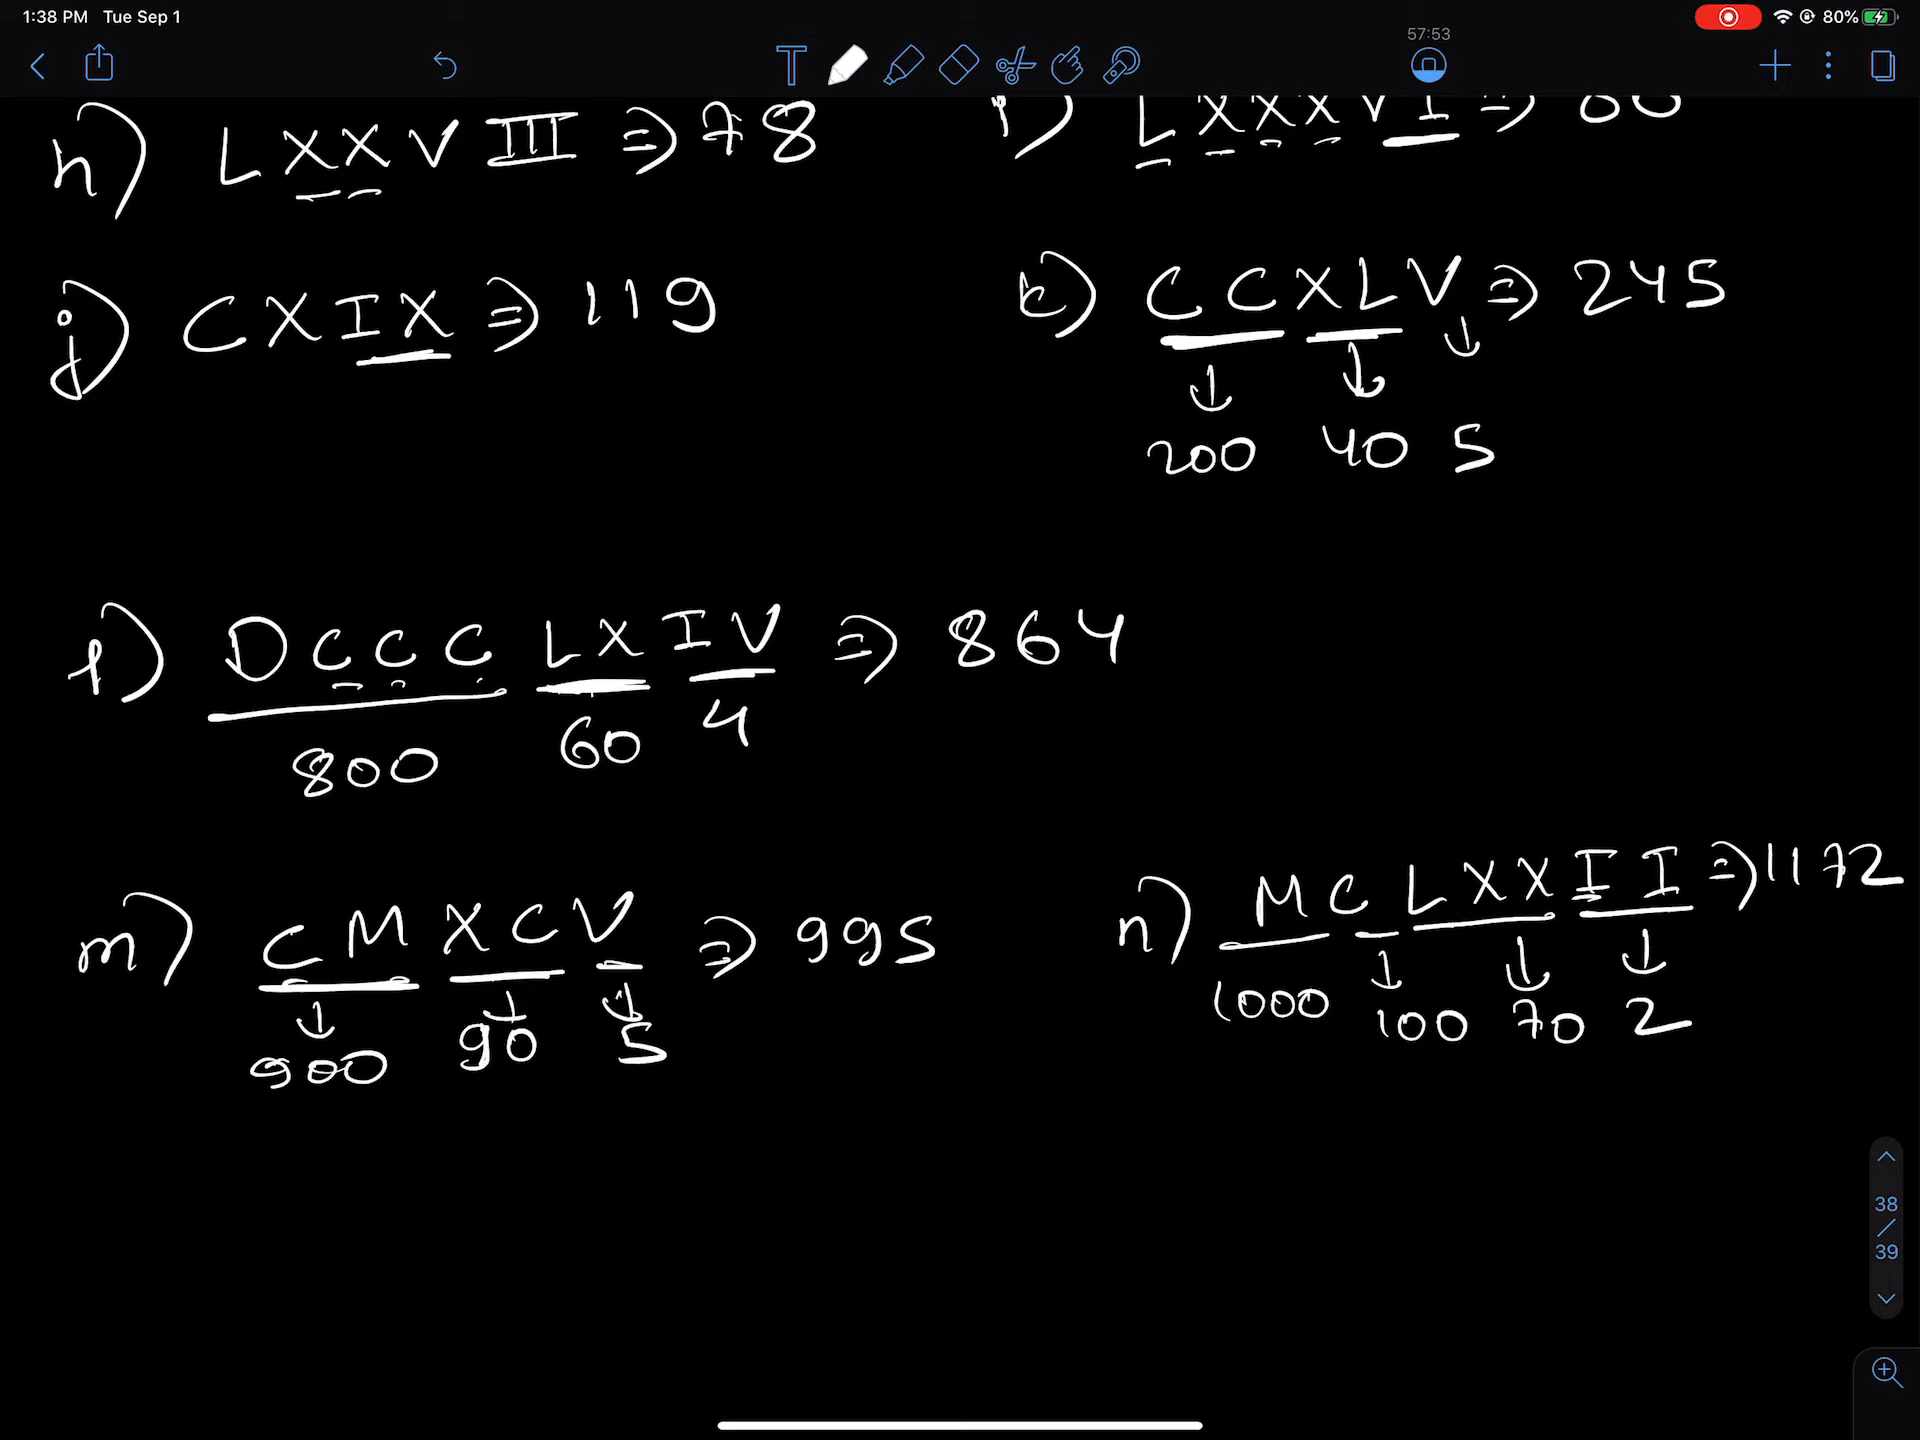 1:38 PM Tue Sep 1
80%
57:53
h) LXXVIII => 78
i) LXXXVI =>
j) CXIX => 119
k) CCXLV => 245
200 40 5
l) DCCCLXIV => 864
800 60 4
m) CMXCV => 995
900 90 5
n) MCLXXII => 1172
1000 100 70 2
38
/
39